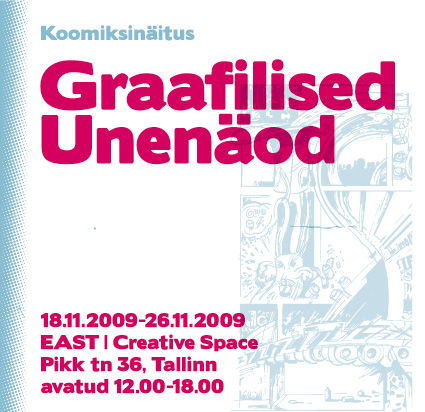 Koomiksinäitus
Graafilised
Unenäod
18.11.2009-26.11.2009
EAST | Creative Space
Pikk tn 36, Tallinn
avatud 12.00-18.00